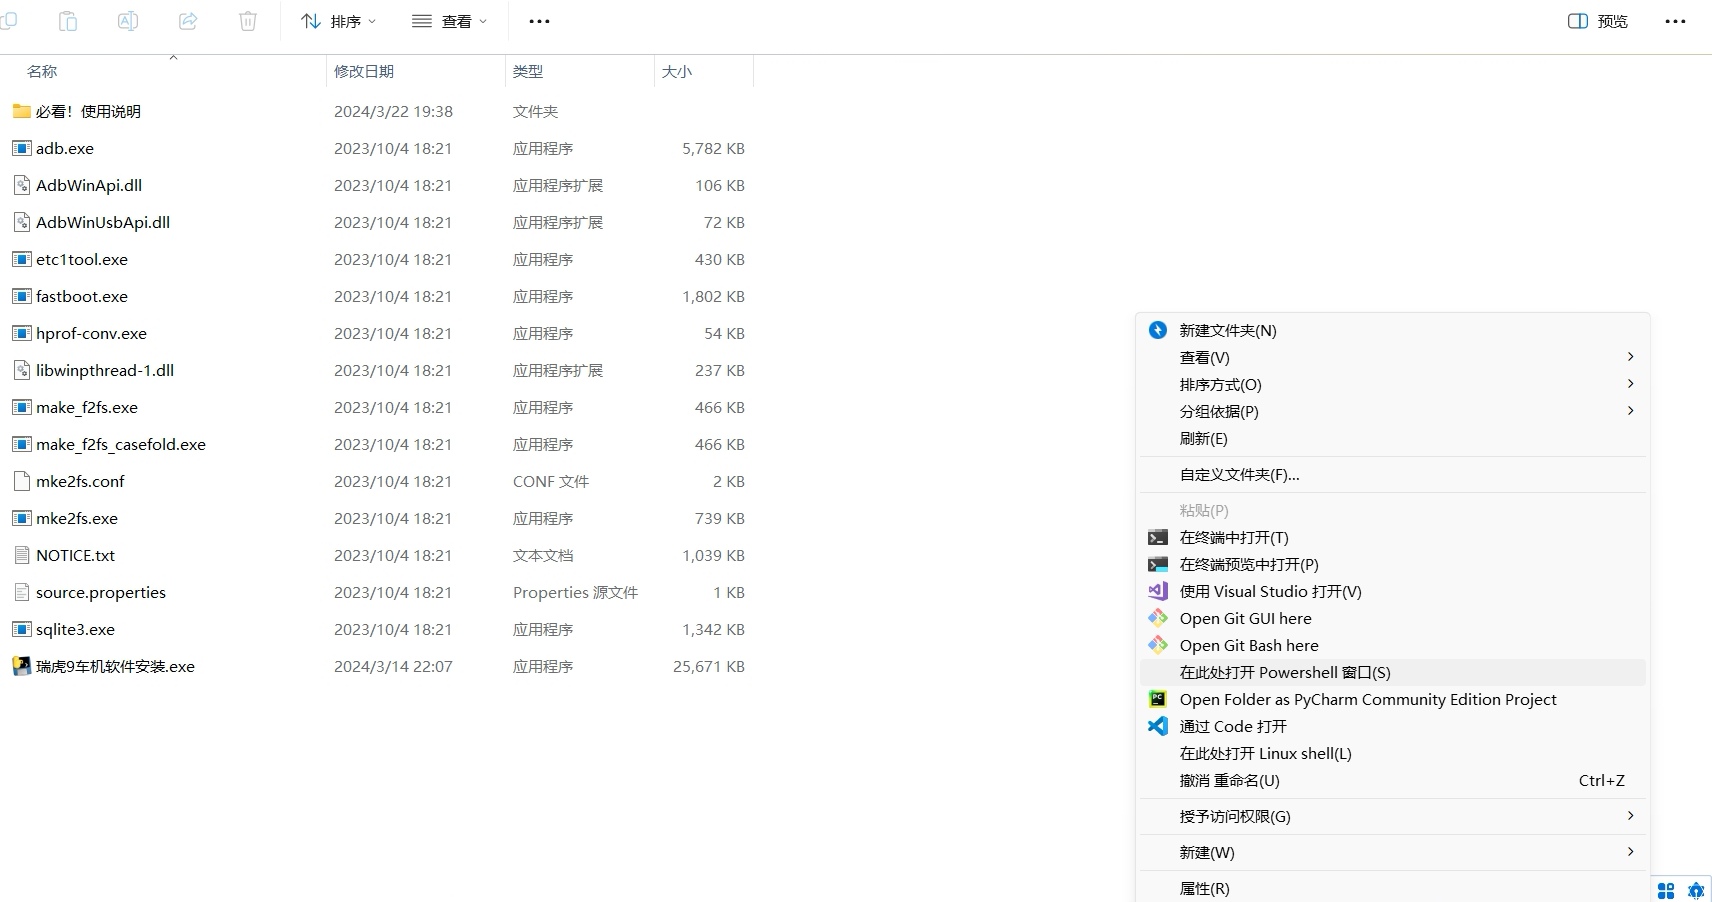 排序
查看
预览
名称 修改日期 类型 大小
必看！使用说明 2024/3/22 19:38 文件夹
adb.exe 2023/10/4 18:21 应用程序 5,782 KB
AdbWinApi.dll 2023/10/4 18:21 应用程序扩展 106 KB
AdbWinUsbApi.dll 2023/10/4 18:21 应用程序扩展 72 KB
etc1tool.exe 2023/10/4 18:21 应用程序 430 KB
fastboot.exe 2023/10/4 18:21 应用程序 1,802 KB
hprof-conv.exe 2023/10/4 18:21 应用程序 54 KB
libwinpthread-1.dll 2023/10/4 18:21 应用程序扩展 237 KB
make_f2fs.exe 2023/10/4 18:21 应用程序 466 KB
make_f2fs_casefold.exe 2023/10/4 18:21 应用程序 466 KB
mke2fs.conf 2023/10/4 18:21 CONF 文件 2 KB
mke2fs.exe 2023/10/4 18:21 应用程序 739 KB
NOTICE.txt 2023/10/4 18:21 文本文档 1,039 KB
source.properties 2023/10/4 18:21 Properties 源文件 1 KB
sqlite3.exe 2023/10/4 18:21 应用程序 1,342 KB
瑞虎9车机软件安装.exe 2024/3/14 22:07 应用程序 25,671 KB
新建文件夹(N)
查看(V)
排序方式(O)
分组依据(P)
刷新(E)
自定义文件夹(F)...
粘贴(P)
在终端中打开(T)
在终端预览中打开(P)
使用 Visual Studio 打开(V)
Open Git GUI here
Open Git Bash here
在此处打开 Powershell 窗口(S)
Open Folder as PyCharm Community Edition Project
通过 Code 打开
在此处打开 Linux shell(L)
撤消 重命名(U) Ctrl+Z
授予访问权限(G)
新建(W)
属性(R)